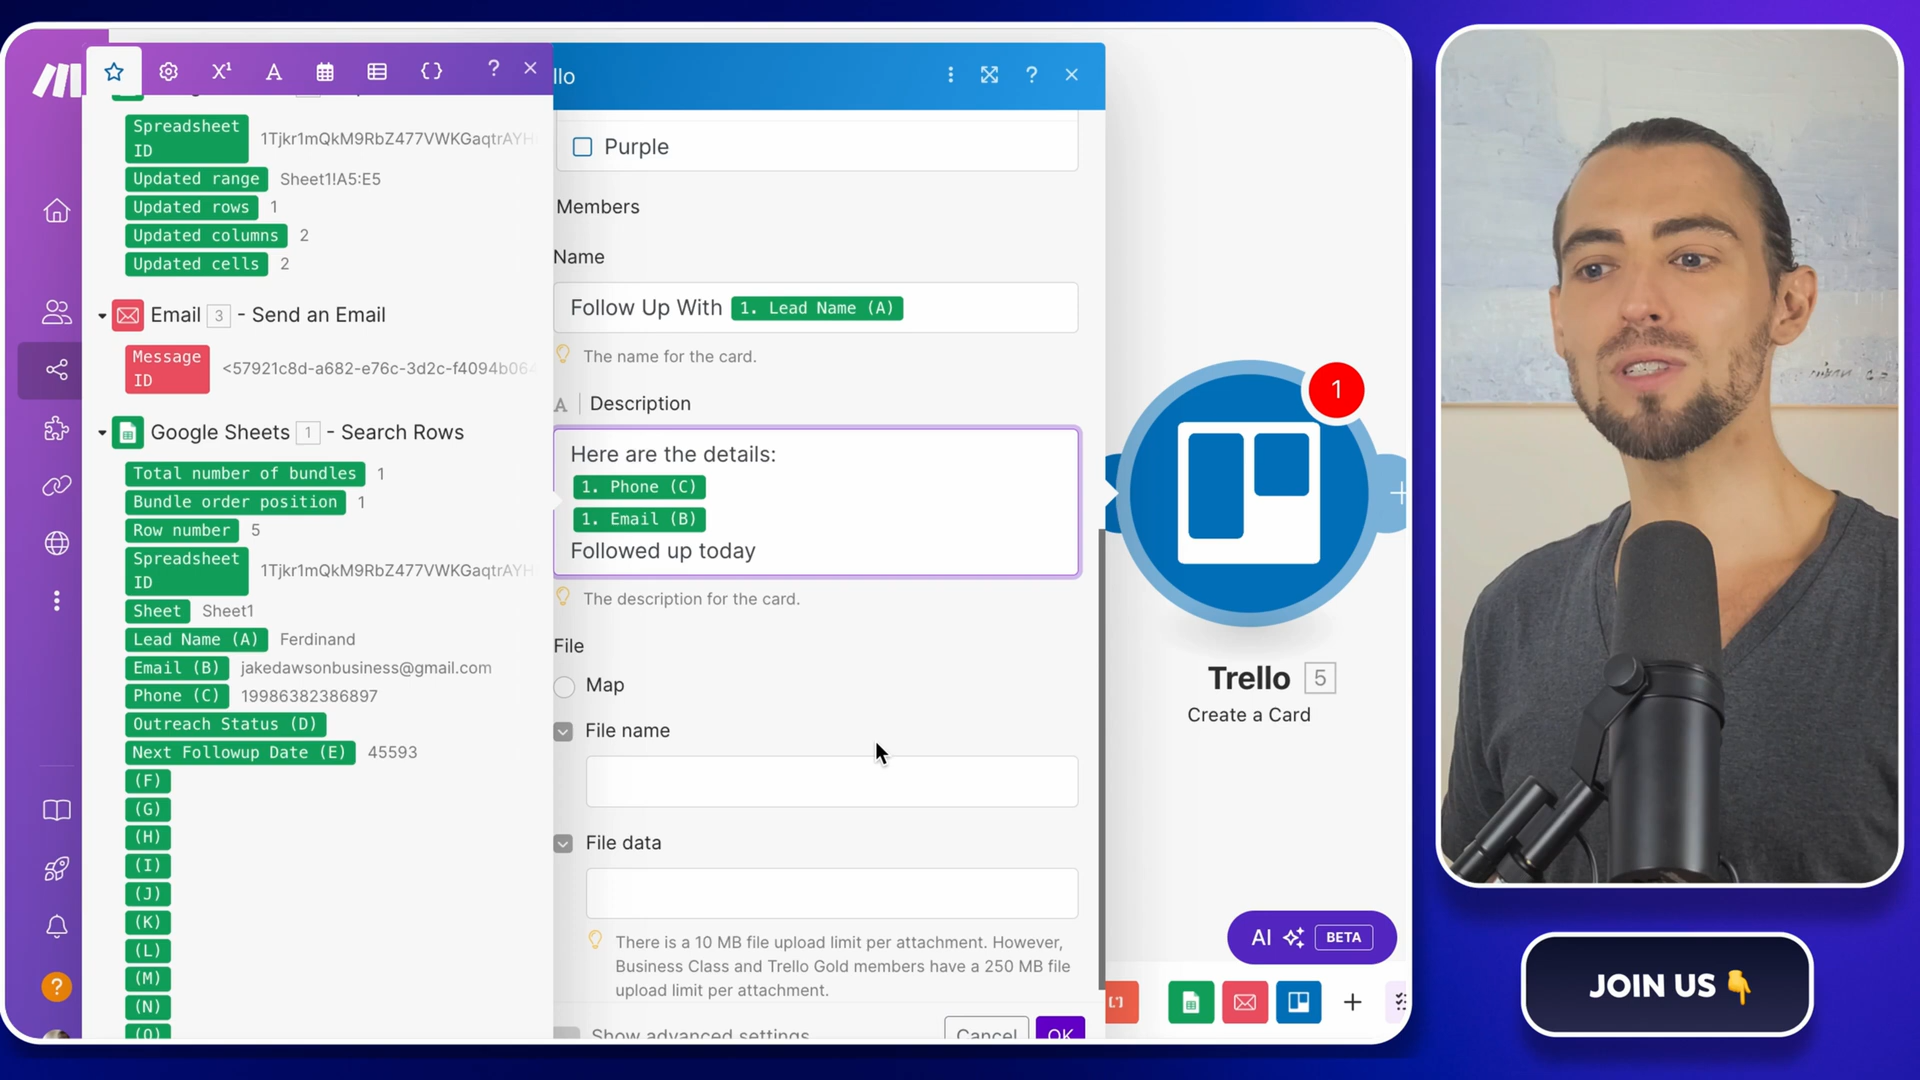 X¹
A
{}
?
Spreadsheet
ID
1Tjkr1mQkM9RbZ477VWKGaqtrAYH
Updated range Sheet1!A5:E5
Updated rows 1
Updated columns 2
Updated cells 2
Email 3 - Send an Email
Message
ID
<57921c8d-a682-e76c-3d2c-f4094b064
Google Sheets 1 - Search Rows
Total number of bundles 1
Bundle order position 1
Row number 5
Spreadsheet
ID
1Tjkr1mQkM9RbZ477VWKGaqtrAYH
Sheet Sheet1
Lead Name (A) Ferdinand
Email (B) jakedawsonbusiness@gmail.com
Phone (C) 19986382386897
Outreach Status (D)
Next Followup Date (E) 45593
(F)
(G)
(H)
(I)
(J)
(K)
(L)
(M)
(N)
(O)
?
llo
?
Purple
Members
Name
Follow Up With 1. Lead Name (A)
The name for the card.
A Description
Here are the details:
1. Phone (C)
1. Email (B)
Followed up today
The description for the card.
File
Map
File name
File data
There is a 10 MB file upload limit per attachment. However,
Business Class and Trello Gold members have a 250 MB file
upload limit per attachment.
Show advanced settings
Cancel
OK
1
Trello 5
Create a Card
AI BETA
JOIN US